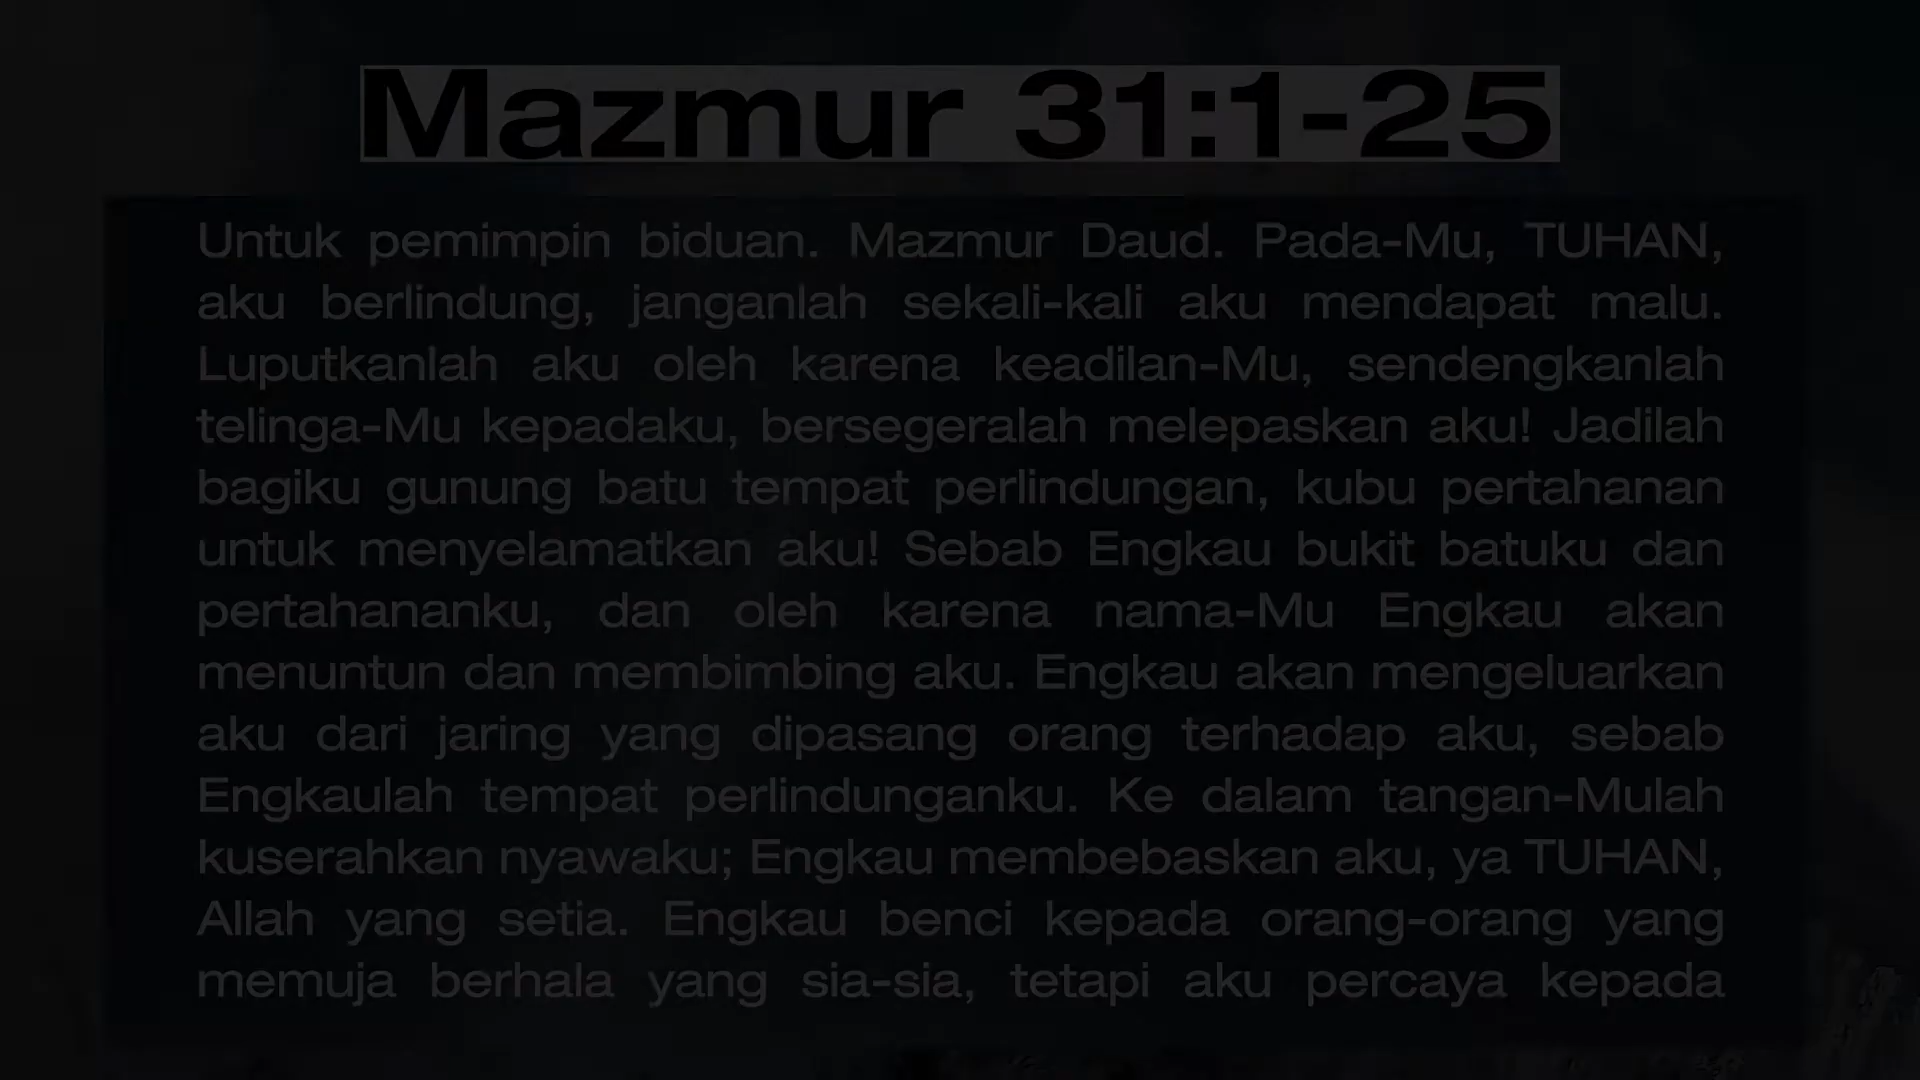 Mazmur 31:1-25
Untuk pemimpin biduan. Mazmur Daud. Pada-Mu, TUHAN,
aku berlindung, janganlah sekali-kali aku mendapat malu.
Luputkanlah aku oleh karena keadilan-Mu, sendengkanlah
telinga-Mu kepadaku, bersegeralah melepaskan aku! Jadilah
bagiku gunung batu tempat perlindungan, kubu pertahanan
untuk menyelamatkan aku! Sebab Engkau bukit batuku dan
pertahananku, dan oleh karena nama-Mu Engkau akan
menuntun dan membimbing aku. Engkau akan mengeluarkan
aku dari jaring yang dipasang orang terhadap aku, sebab
Engkaulah tempat perlindunganku. Ke dalam tangan-Mulah
kuserahkan nyawaku; Engkau membebaskan aku, ya TUHAN,
Allah yang setia. Engkau benci kepada orang-orang yang
memuja berhala yang sia-sia, tetapi aku percaya kepada